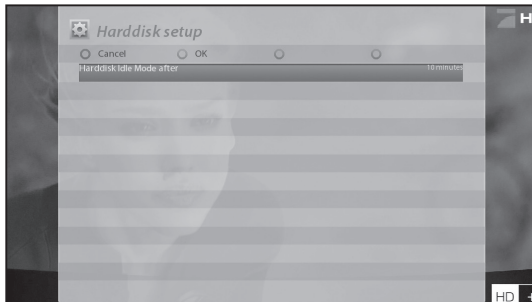 Harddisk setup
Cancel OK
Harddisk Idle Mode after 10 minutes
H
HD